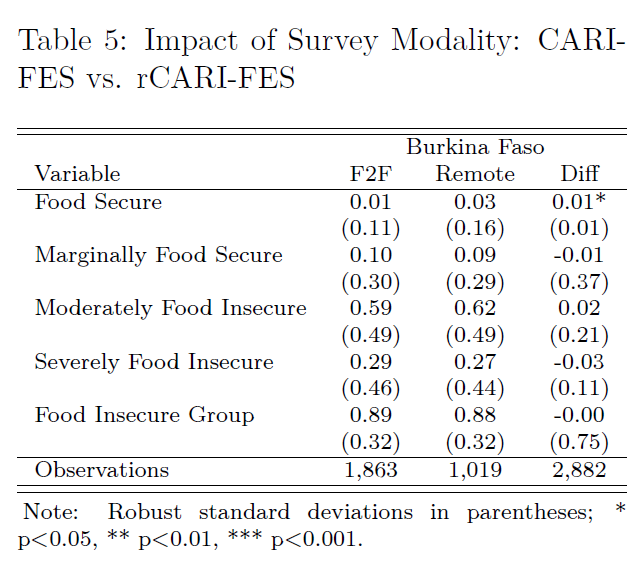 Table 5: Impact of Survey Modality: CARI-
FES vs. rCARI-FES
Burkina Faso
Variable F2F Remote Diff
Food Secure 0.01 0.03 0.01*
(0.11) (0.16) (0.01)
Marginally Food Secure 0.10 0.09 -0.01
(0.30) (0.29) (0.37)
Moderately Food Insecure 0.59 0.62 0.02
(0.49) (0.49) (0.21)
Severely Food Insecure 0.29 0.27 -0.03
(0.46) (0.44) (0.11)
Food Insecure Group 0.89 0.88 -0.00
(0.32) (0.32) (0.75)
Observations 1,863 1,019 2,882
Note: Robust standard deviations in parentheses; *
p<0.05, ** p<0.01, *** p<0.001.